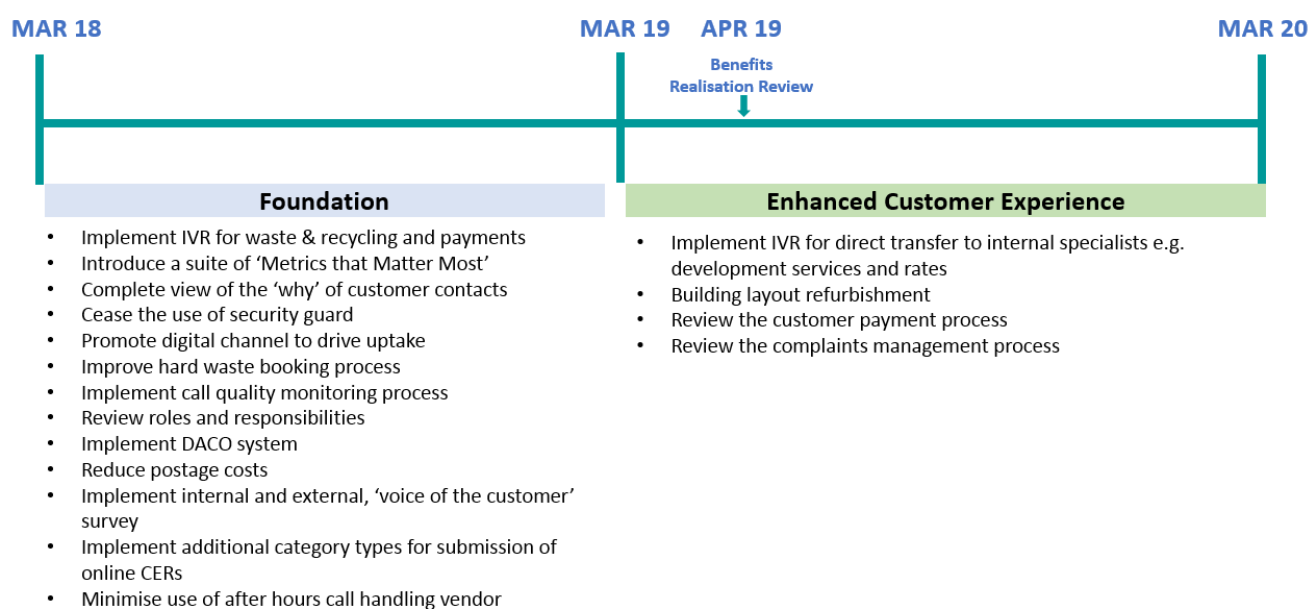 MAR 18
MAR 19
APR 19
MAR 20
Benefits
Realisation Review
Foundation
• Implement IVR for waste & recycling and payments
• Introduce a suite of ‘Metrics that Matter Most’
• Complete view of the ‘why’ of customer contacts
• Cease the use of security guard
• Promote digital channel to drive uptake
• Improve hard waste booking process
• Implement call quality monitoring process
• Review roles and responsibilities
• Implement DACO system
• Reduce postage costs
• Implement internal and external, ‘voice of the customer’
survey
• Implement additional category types for submission of
online CERs
• Minimise use of after hours call handling vendor
Enhanced Customer Experience
• Implement IVR for direct transfer to internal specialists e.g.
development services and rates
• Building layout refurbishment
• Review the customer payment process
• Review the complaints management process